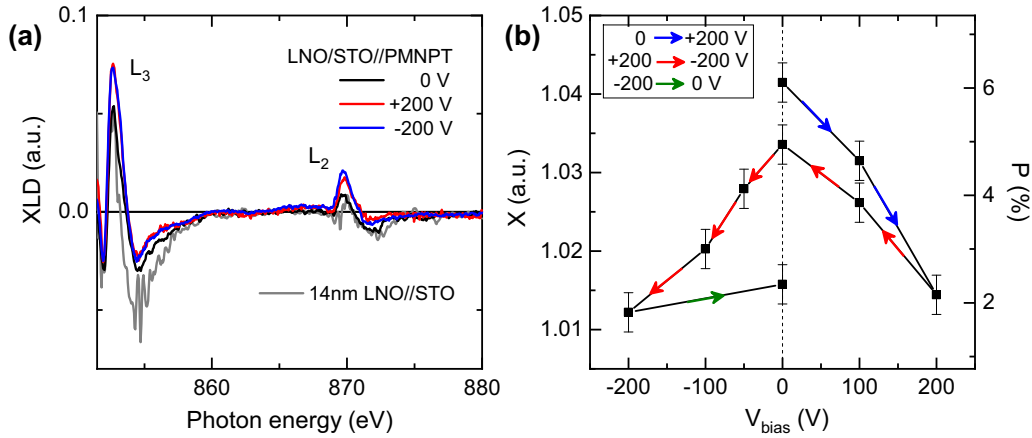 (a)
0.1
0.0
XLD (a.u.)
L3
L2
LNO/STO//PMNPT
0 V
+200 V
-200 V
14nm LNO//STO
860
870
880
Photon energy (eV)
(b)
1.05
1.04
1.03
1.02
1.01
X (a.u.)
0 +200 V
+200 -200 V
-200 0 V
6
4
2
P (%)
-200
-100
0
100
200
Vbias (V)